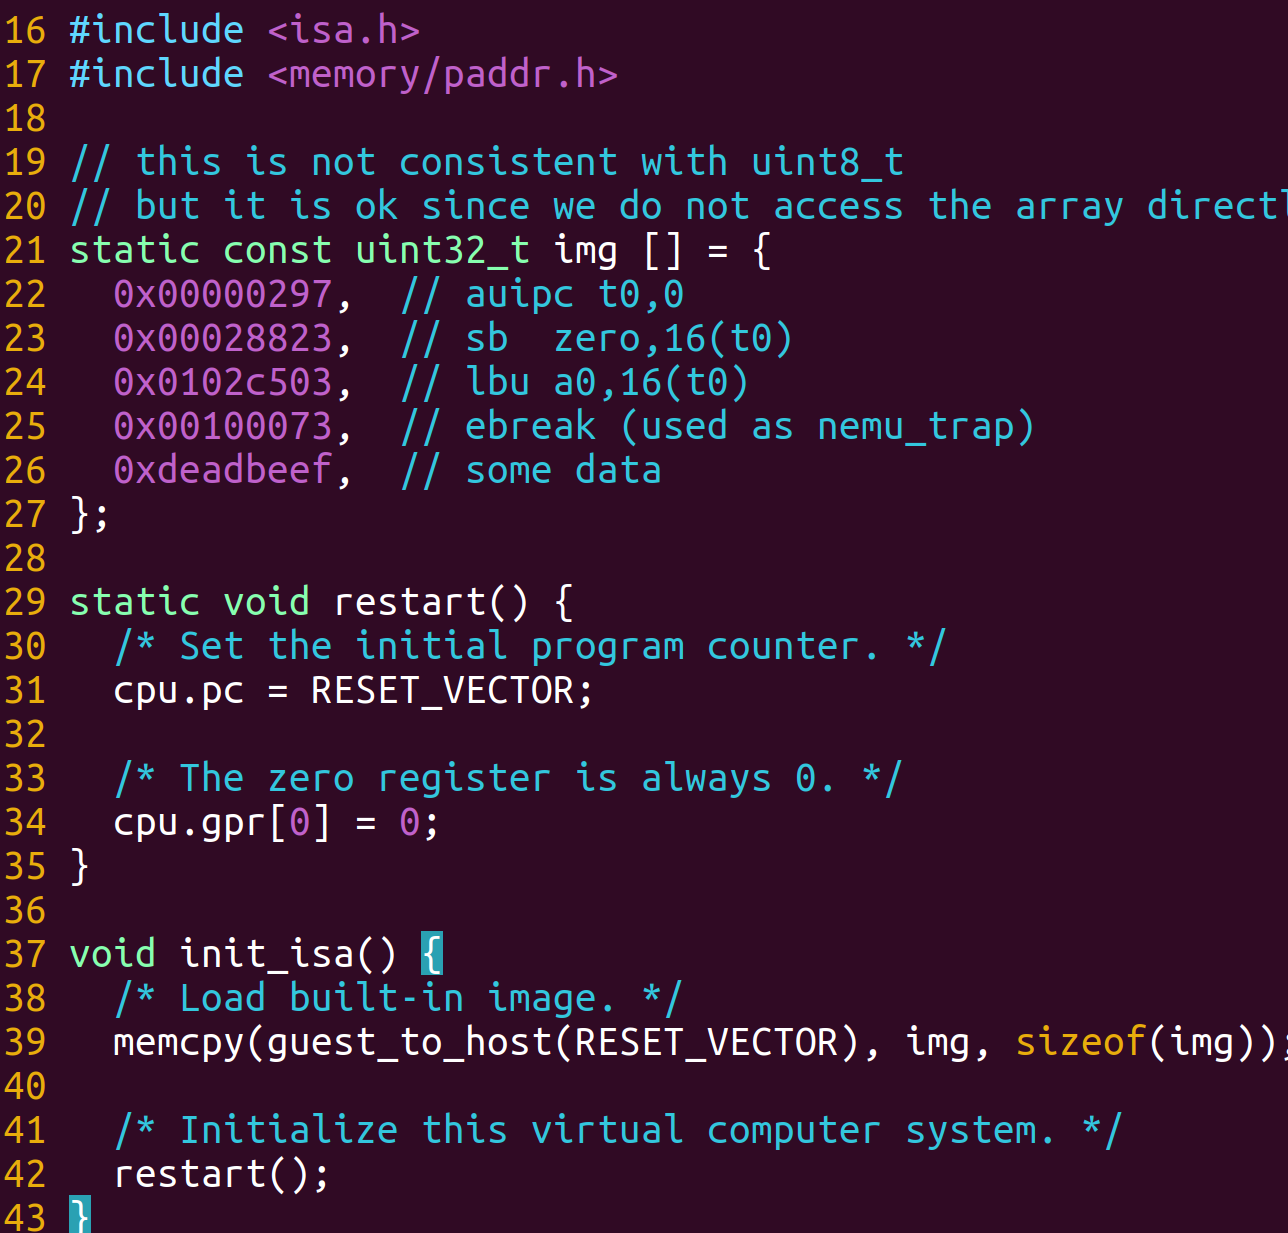 16 #include <isa.h>
17 #include <memory/paddr.h>
18
19 // this is not consistent with uint8_t
20 // but it is ok since we do not access the array
21 static const uint32_t img [] = {
22   0x00000297,  // auipc t0,0
23   0x00028823,  // sb  zero,16(t0)
24   0x0102c503,  // lbu a0,16(t0)
25   0x00100073,  // ebreak (used as nemu_trap)
26   0xdeadbeef,  // some data
27 };
28
29 static void restart() {
30   /* Set the initial program counter. */
31   cpu.pc = RESET_VECTOR;
32
33   /* The zero register is always 0. */
34   cpu.gpr[0] = 0;
35 }
36
37 void init_isa() {
38   /* Load built-in image. */
39   memcpy(guest_to_host(RESET_VECTOR), img, sizeof(img));
40
41   /* Initialize this virtual computer system. */
42   restart();
43 }